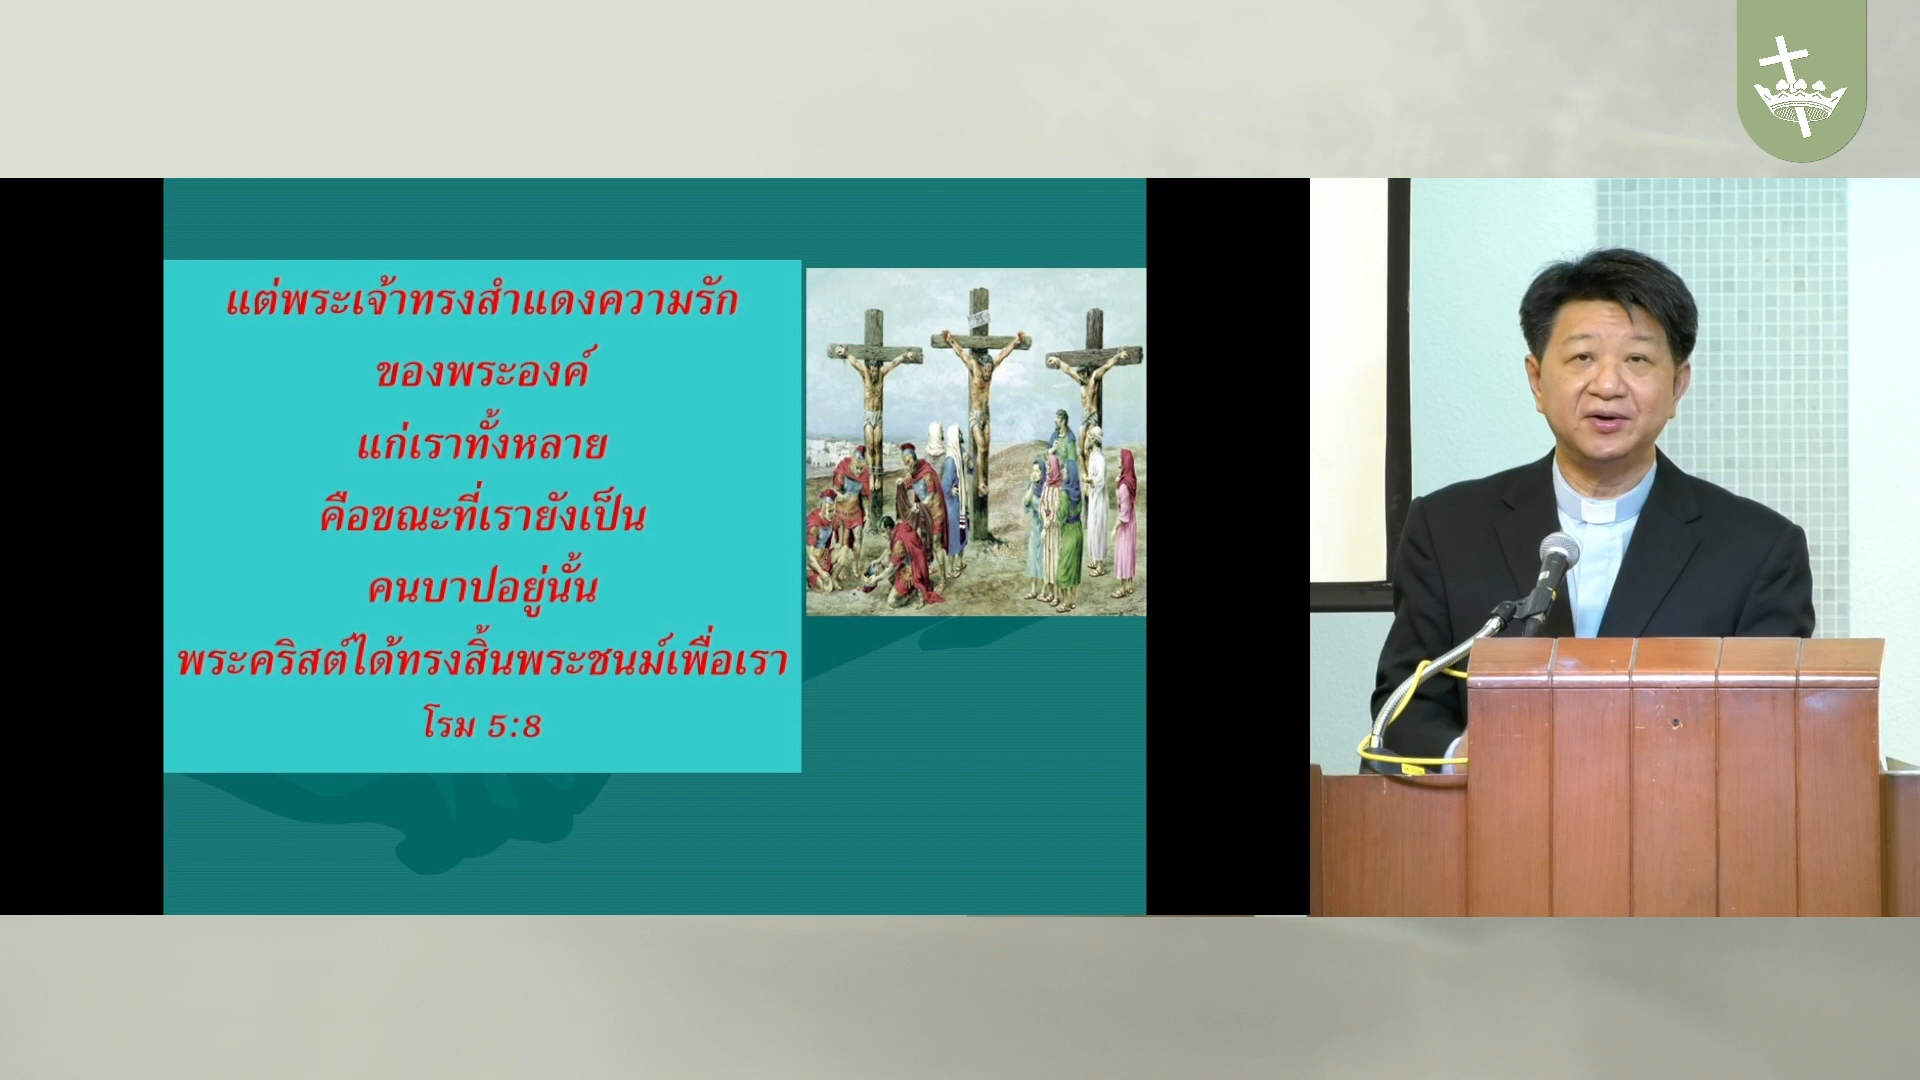 แต่พระเจ้าทรงสำแดงความรัก
ของพระองค์
แก่เราทั้งหลาย
คือขณะที่เรายังเป็น
คนบาปอยู่นั้น
พระคริสต์ได้ทรงสิ้นพระชนม์เพื่อเรา
โรม 5:8